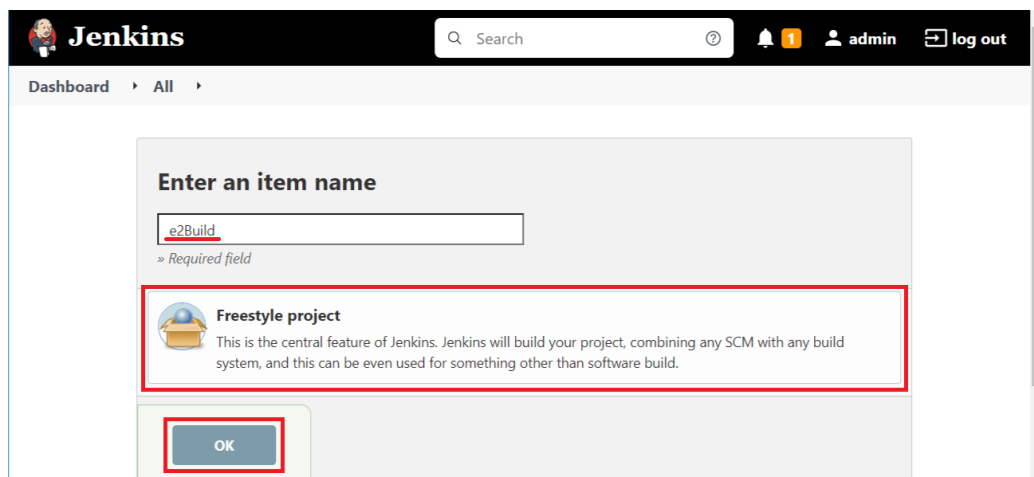 Jenkins
Search
1
admin
log out
Dashboard
All
Enter an item name
e2Build
» Required field
Freestyle project
This is the central feature of Jenkins. Jenkins will build your project, combining any SCM with any build
system, and this can be even used for something other than software build.
OK